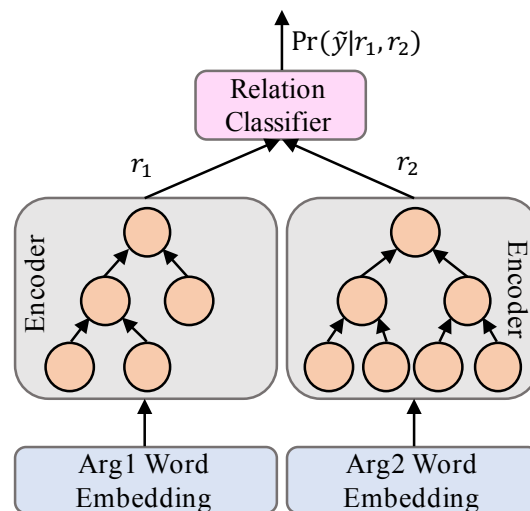 Pr(ỹ|r₁, r₂)
Relation
Classifier
r₁
r₂
Encoder
Encoder
Arg1 Word
Embedding
Arg2 Word
Embedding